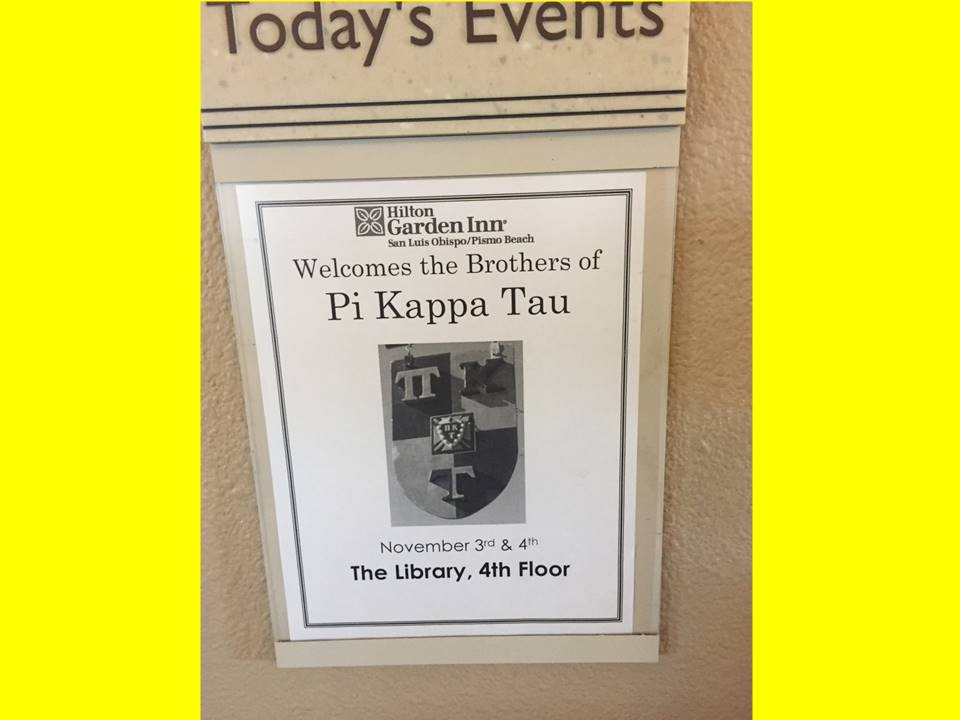 Today's Events
Hilton
Garden Inn®
San Luis Obispo/Pismo Beach
Welcomes the Brothers of
Pi Kappa Tau
Π Κ
ΠΚ
Τ
Τ
November 3rd & 4th
The Library, 4th Floor